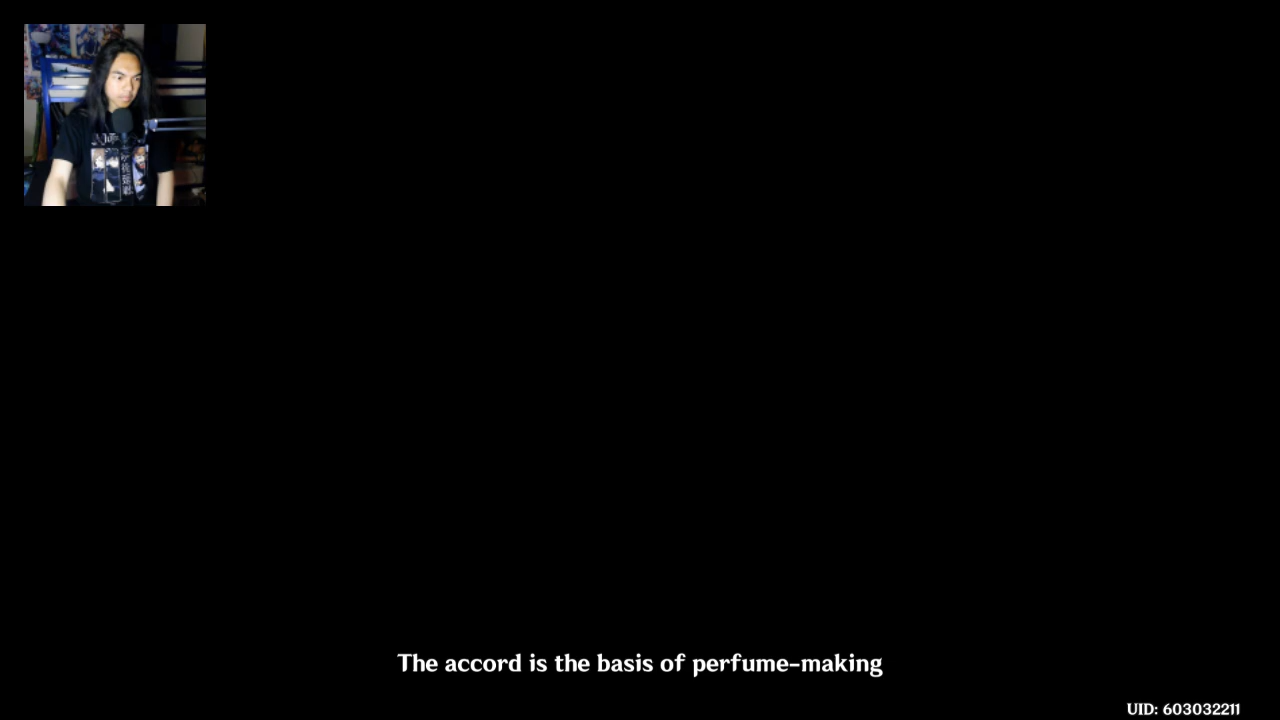 The accord is the basis of perfume-making
UID: 603032211